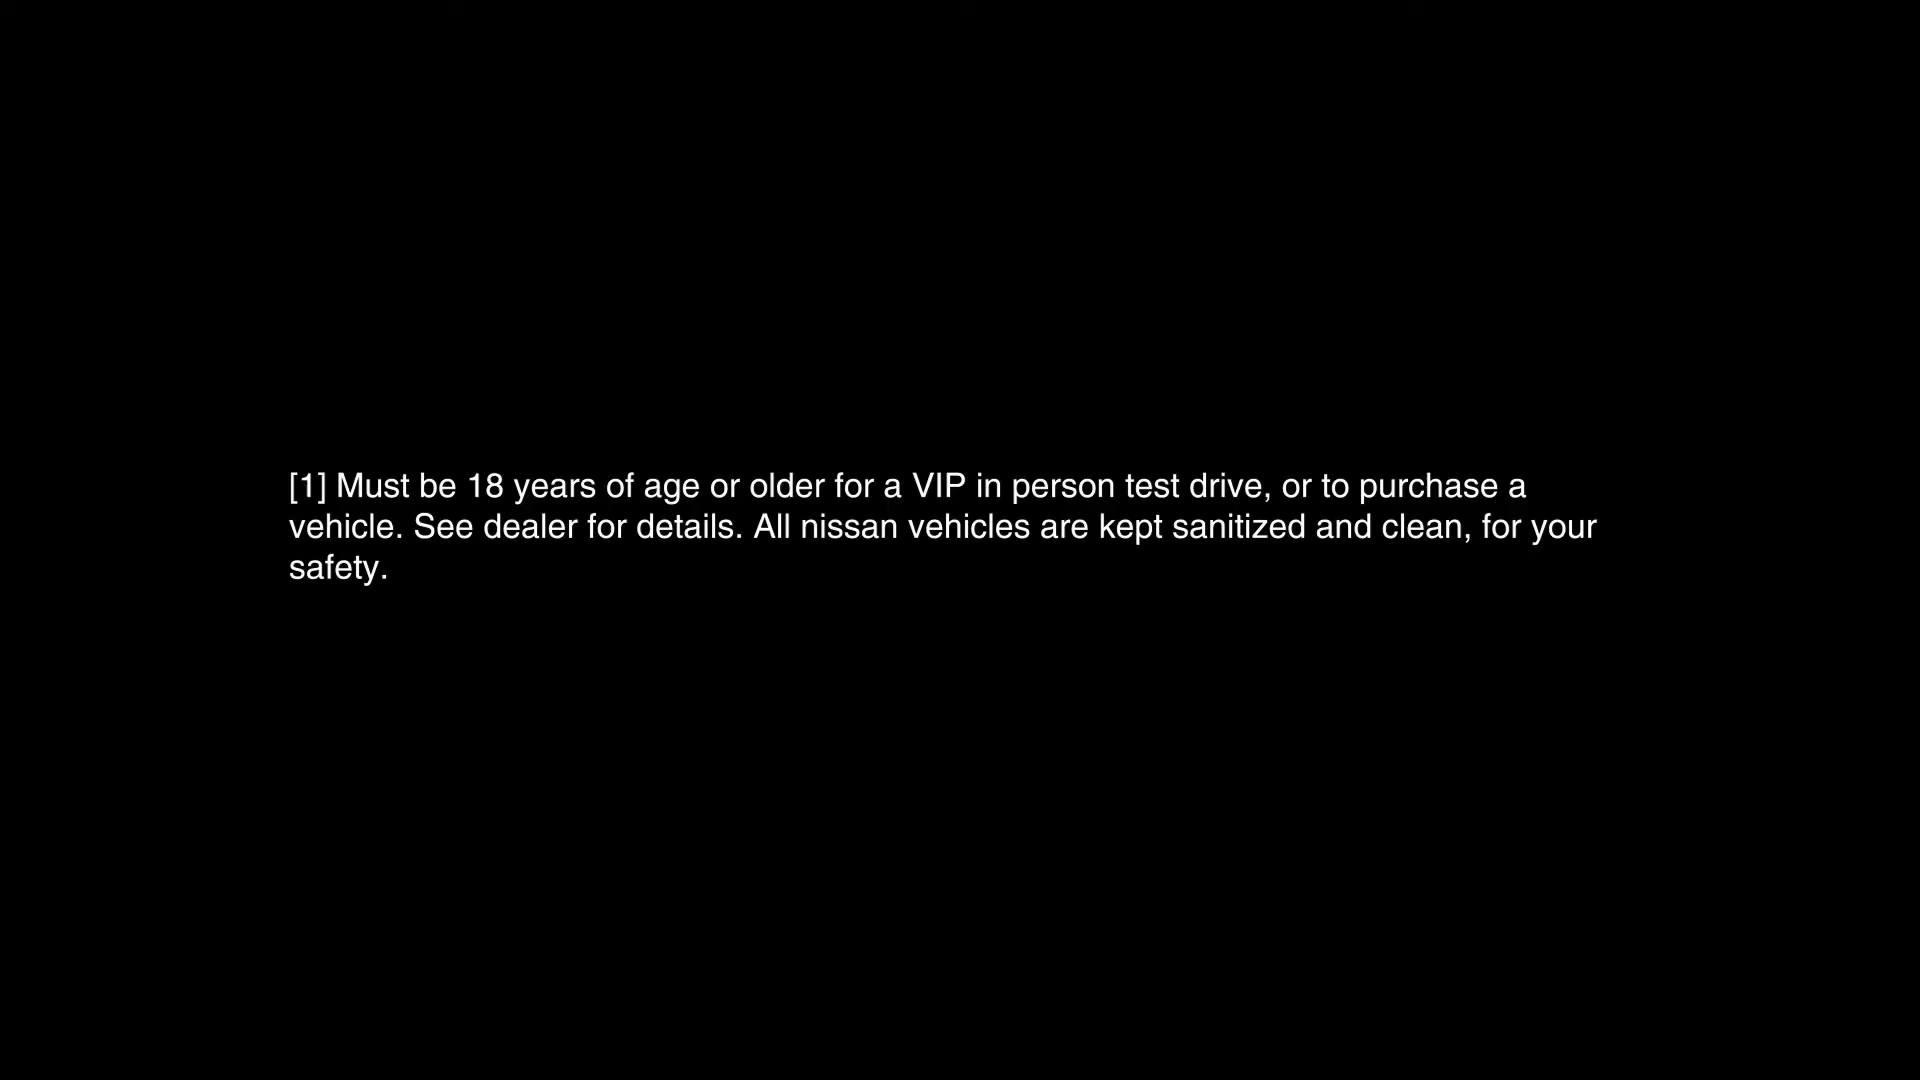 [1] Must be 18 years of age or older for a VIP in person test drive, or to purchase a
vehicle. See dealer for details. All nissan vehicles are kept sanitized and clean, for your
safety.